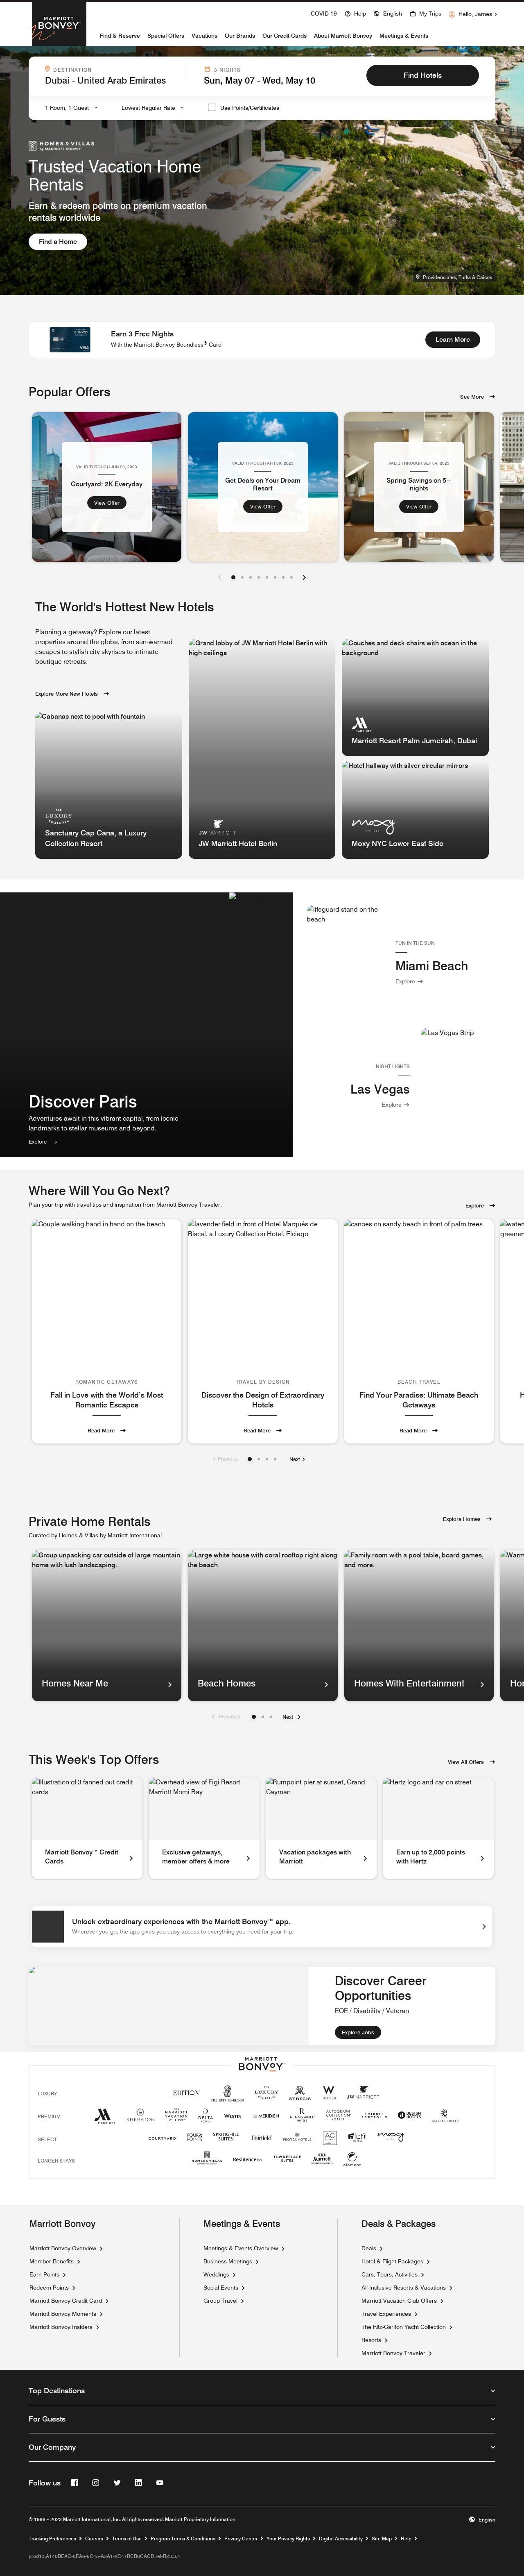 MARRIOTT
BONVOY
COVID-19
Help
English
My Trips
Hello, James
Find & Reserve
Special Offers
Vacations
Our Brands
Our Credit Cards
About Marriott Bonvoy
Meetings & Events
DESTINATION
Dubai - United Arab Emirates
3 NIGHTS
Sun, May 07 - Wed, May 10
Find Hotels
1 Room, 1 Guest
Lowest Regular Rate
Use Points/Certificates
HOMES & VILLAS
by MARRIOTT BONVOY
Trusted Vacation Home
Rentals
Earn & redeem points on premium vacation
rentals worldwide
Find a Home
Providenciales, Turks & Caicos
Earn 3 Free Nights
With the Marriott Bonvoy Boundless® Card
Learn More
Popular Offers
See More
VALID THROUGH JUN 23, 2023
Courtyard: 2K Everyday
View Offer
VALID THROUGH APR 30, 2023
Get Deals on Your Dream
Resort
View Offer
VALID THROUGH SEP 04, 2023
Spring Savings on 5+
nights
View Offer
The World's Hottest New Hotels
Planning a getaway? Explore our latest
properties around the globe, from sun-warmed
escapes to stylish city skyrises to intimate
boutique retreats.
Explore More New Hotels
Cabanas next to pool with fountain
THE
LUXURY
COLLECTION
Sanctuary Cap Cana, a Luxury
Collection Resort
Grand lobby of JW Marriott Hotel Berlin with
high ceilings
JW MARRIOTT
JW Marriott Hotel Berlin
Couches and deck chairs with ocean in the
background
MARRIOTT
Marriott Resort Palm Jumeirah, Dubai
Hotel hallway with silver circular mirrors
moxy
HOTELS
Moxy NYC Lower East Side
Discover Paris
Adventures await in this vibrant capital, from iconic
landmarks to stellar museums and beyond.
Explore
lifeguard stand on the
beach
FUN IN THE SUN
Miami Beach
Explore
Las Vegas Strip
NIGHT LIGHTS
Las Vegas
Explore
Where Will You Go Next?
Plan your trip with travel tips and inspiration from Marriott Bonvoy Traveler.
Explore
Couple walking hand in hand on the beach
ROMANTIC GETAWAYS
Fall in Love with the World's Most
Romantic Escapes
Read More
lavender field in front of Hotel Marqués de
Riscal, a Luxury Collection Hotel, Elciego
TRAVEL BY DESIGN
Discover the Design of Extraordinary
Hotels
Read More
canoes on sandy beach in front of palm trees
BEACH TRAVEL
Find Your Paradise: Ultimate Beach
Getaways
Read More
Previous
Next
Private Home Rentals
Curated by Homes & Villas by Marriott International
Explore Homes
Group unpacking car outside of large mountain
home with lush landscaping.
Homes Near Me
Large white house with coral rooftop right along
the beach
Beach Homes
Family room with a pool table, board games,
and more.
Homes With Entertainment
Previous
Next
This Week's Top Offers
View All Offers
Illustration of 3 fanned out credit
cards
Marriott Bonvoy™ Credit
Cards
Overhead view of Figi Resort
Marriott Momi Bay
Exclusive getaways,
member offers & more
Rumpoint pier at sunset, Grand
Cayman
Vacation packages with
Marriott
Hertz logo and car on street
Earn up to 2,000 points
with Hertz
Unlock extraordinary experiences with the Marriott Bonvoy™ app.
Wherever you go, the app gives you easy access to everything you need for your trip.
Discover Career
Opportunities
EOE / Disability / Veteran
Explore Jobs
MARRIOTT
BONVOY
LUXURY
EDITION
THE RITZ-CARLTON
THE
LUXURY
COLLECTION
ST REGIS
W
HOTELS
JW MARRIOTT
PREMIUM
MARRIOTT
SHERATON
MARRIOTT
VACATION
CLUB
DELTA
HOTELS
WESTIN
LE MERIDIEN
RENAISSANCE
AUTOGRAPH
COLLECTION
TRIBUTE
PORTFOLIO
DESIGN
HOTELS
GAYLORD HOTELS
SELECT
COURTYARD
FOUR
POINTS
SPRINGHILL
SUITES
Fairfield
PROTEA HOTELS
AC
HOTELS
aloft
moxy
LONGER STAYS
HOMES & VILLAS
Residence INN
TOWNEPLACE
SUITES
Marriott
element
Marriott Bonvoy
Marriott Bonvoy Overview
Member Benefits
Earn Points
Redeem Points
Marriott Bonvoy Credit Card
Marriott Bonvoy Moments
Marriott Bonvoy Insiders
Meetings & Events
Meetings & Events Overview
Business Meetings
Weddings
Social Events
Group Travel
Deals & Packages
Deals
Hotel & Flight Packages
Cars, Tours, Activities
All-Inclusive Resorts & Vacations
Marriott Vacation Club Offers
Travel Experiences
The Ritz-Carlton Yacht Collection
Resorts
Marriott Bonvoy Traveler
Top Destinations
For Guests
Our Company
Follow us
© 1996 – 2023 Marriott International, Inc. All rights reserved. Marriott Proprietary Information
English
Tracking Preferences
Careers
Terms of Use
Program Terms & Conditions
Privacy Center
Your Privacy Rights
Digital Accessibility
Site Map
Help